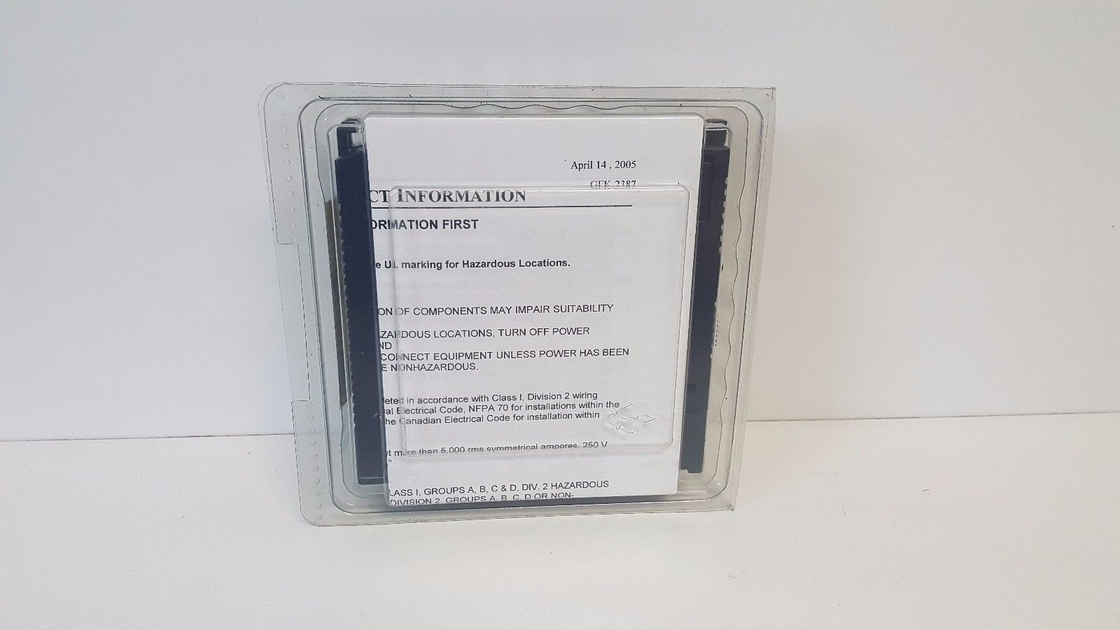 April 14 , 2005
GFK-2387
CT INFORMATION
ORMATION FIRST
e UL marking for Hazardous Locations.
ON OF COMPONENTS MAY IMPAIR SUITABILITY
ZARDOUS LOCATIONS, TURN OFF POWER
ND
CONNECT EQUIPMENT UNLESS POWER HAS BEEN
E NONHAZARDOUS.
leted in accordance with Class I, Division 2 wiring
al Electrical Code, NFPA 70 for installations within the
he Canadian Electrical Code for installation within
t more than 5,000 rms symmetrical amperes, 250 V
LASS I, GROUPS A, B, C & D, DIV. 2 HAZARDOUS
DIVISION 2, GROUPS A, B, C, D OR NON-